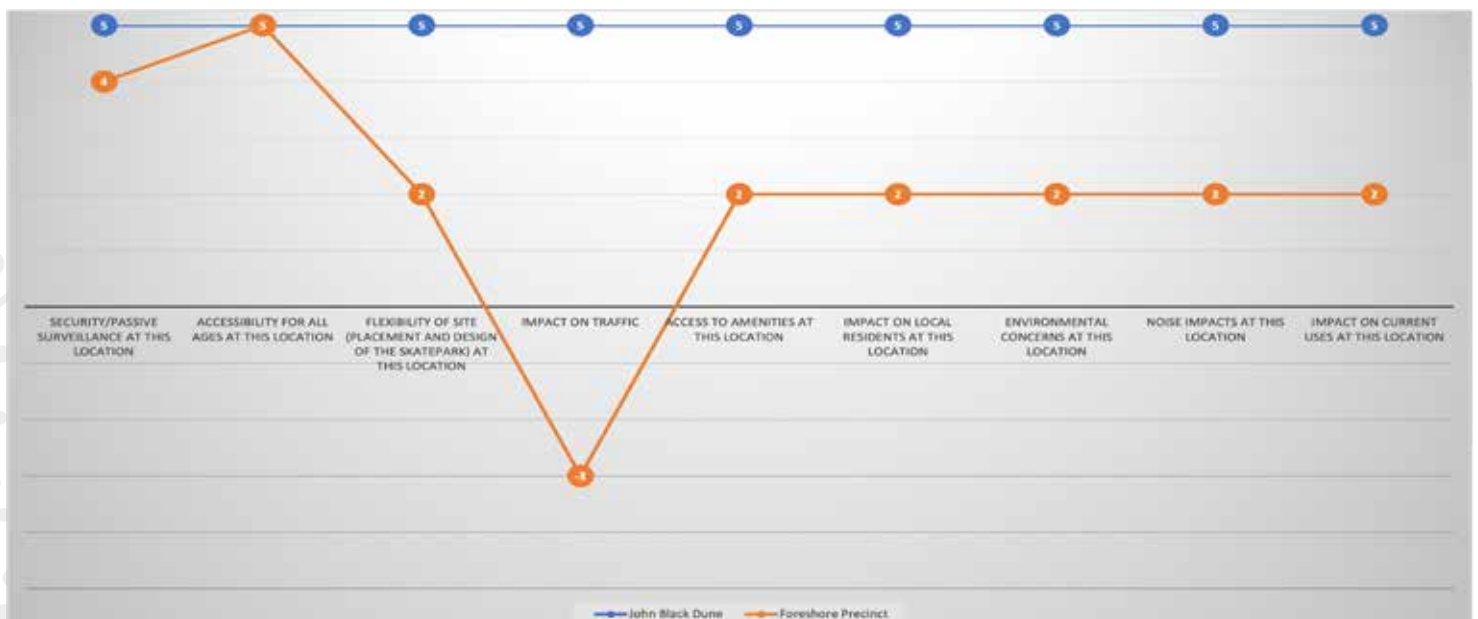 5 5 5 5 5 5 5 5 5
4
2 2 2 2 2 2
-3
SECURITY/PASSIVE
SURVEILLANCE AT THIS
LOCATION
ACCESSIBILITY FOR ALL
AGES AT THIS LOCATION
FLEXIBILITY OF SITE
(PLACEMENT AND DESIGN
OF THE SKATEPARK) AT
THIS LOCATION
IMPACT ON TRAFFIC
ACCESS TO AMENITIES AT
THIS LOCATION
IMPACT ON LOCAL
RESIDENTS AT THIS
LOCATION
ENVIRONMENTAL
CONCERNS AT THIS
LOCATION
NOISE IMPACTS AT THIS
LOCATION
IMPACT ON CURRENT
USES AT THIS LOCATION
John Black Dune
Foreshore Precinct